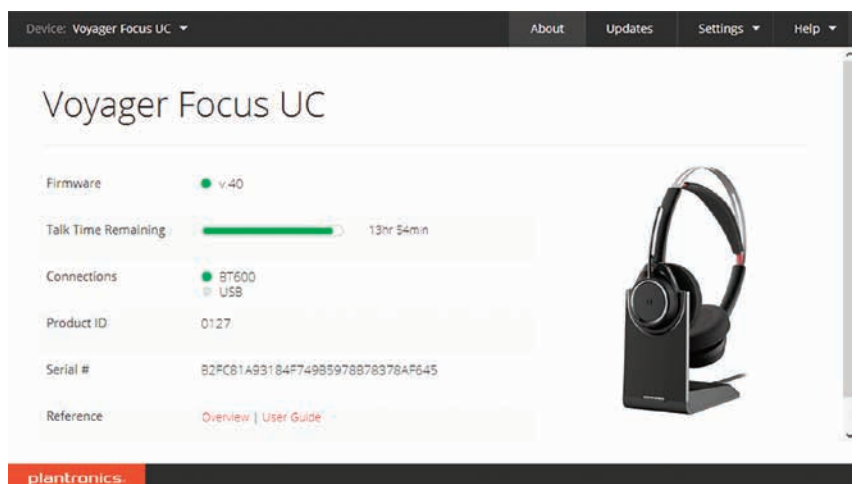 Device: Voyager Focus UC
About
Updates
Settings
Help
Voyager Focus UC
Firmware
v.40
Talk Time Remaining
13hr 54min
Connections
BT600
USB
Product ID
0127
Serial #
B2FC81A93184F749B5978B78378AF645
Reference
Overview | User Guide
plantronics.